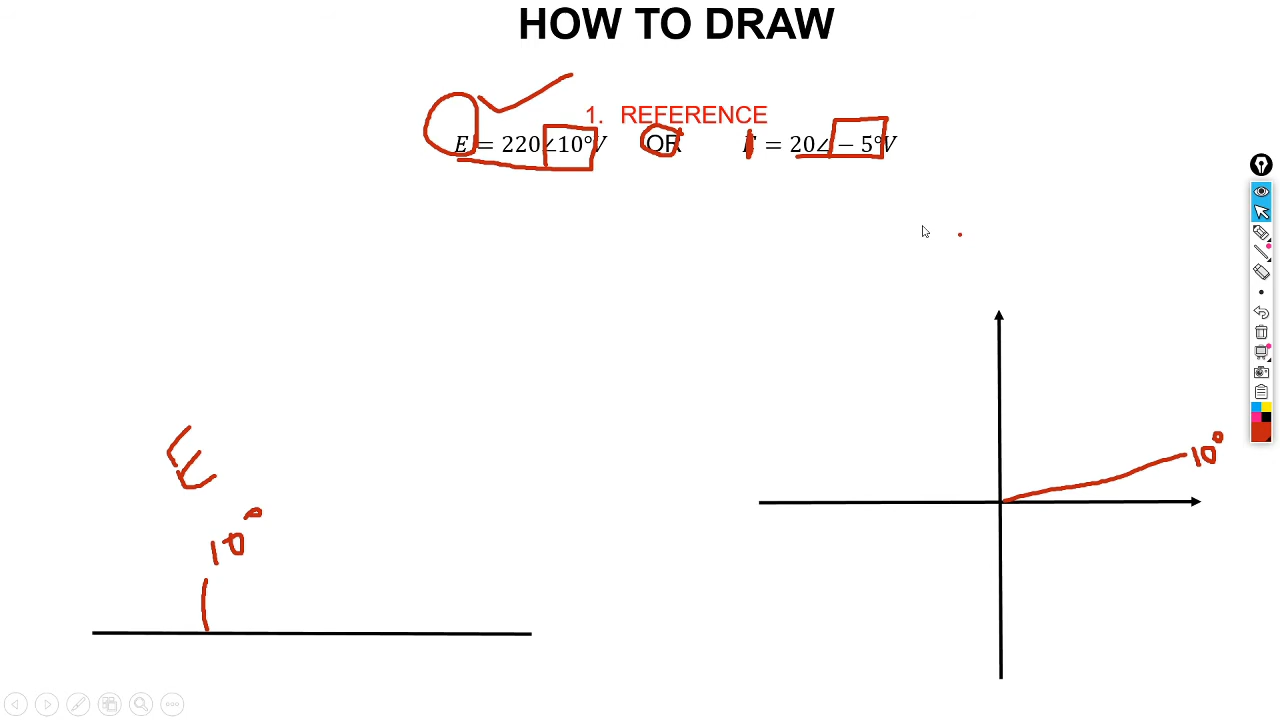 HOW TO DRAW
1. REFERENCE
E = 220∠10°V OR E = 20∠ − 5°V
E
10°
10°